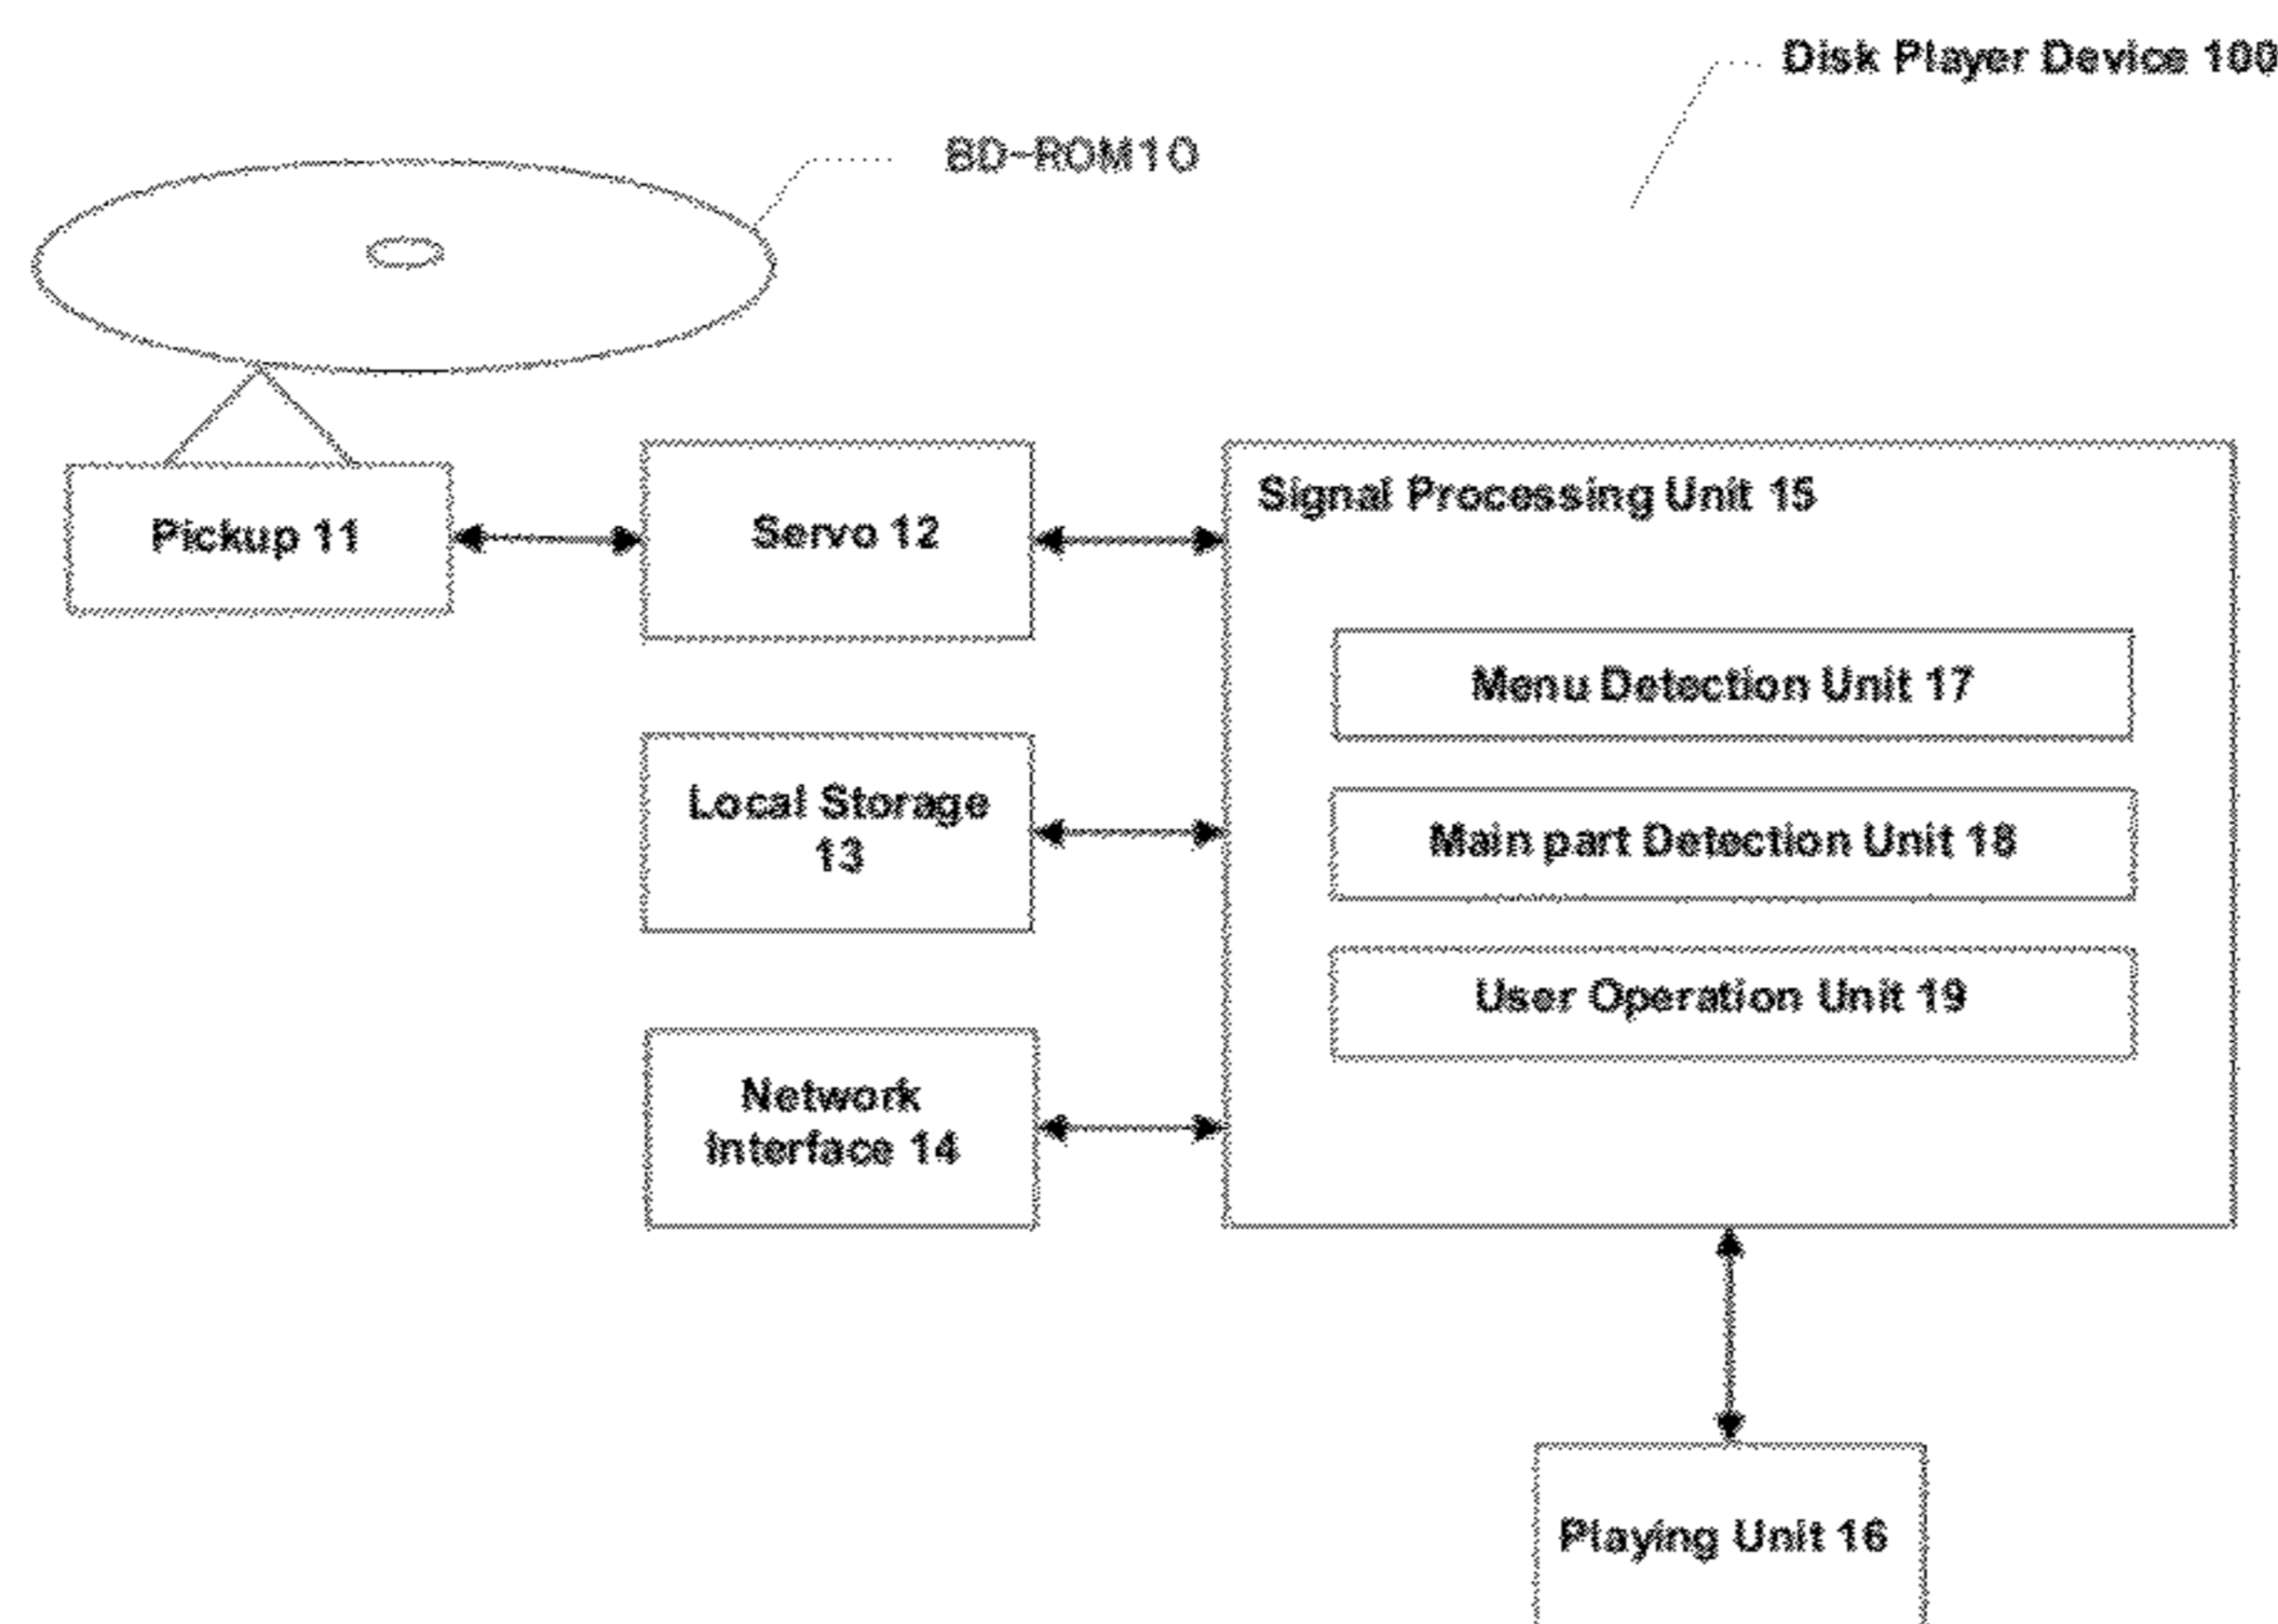 Disk Player Device 100
BD-ROM10
Pickup 11
Servo 12
Signal Processing Unit 15
Menu Detection Unit 17
Local Storage
13
Main part Detection Unit 18
User Operation Unit 19
Network
Interface 14
Playing Unit 16